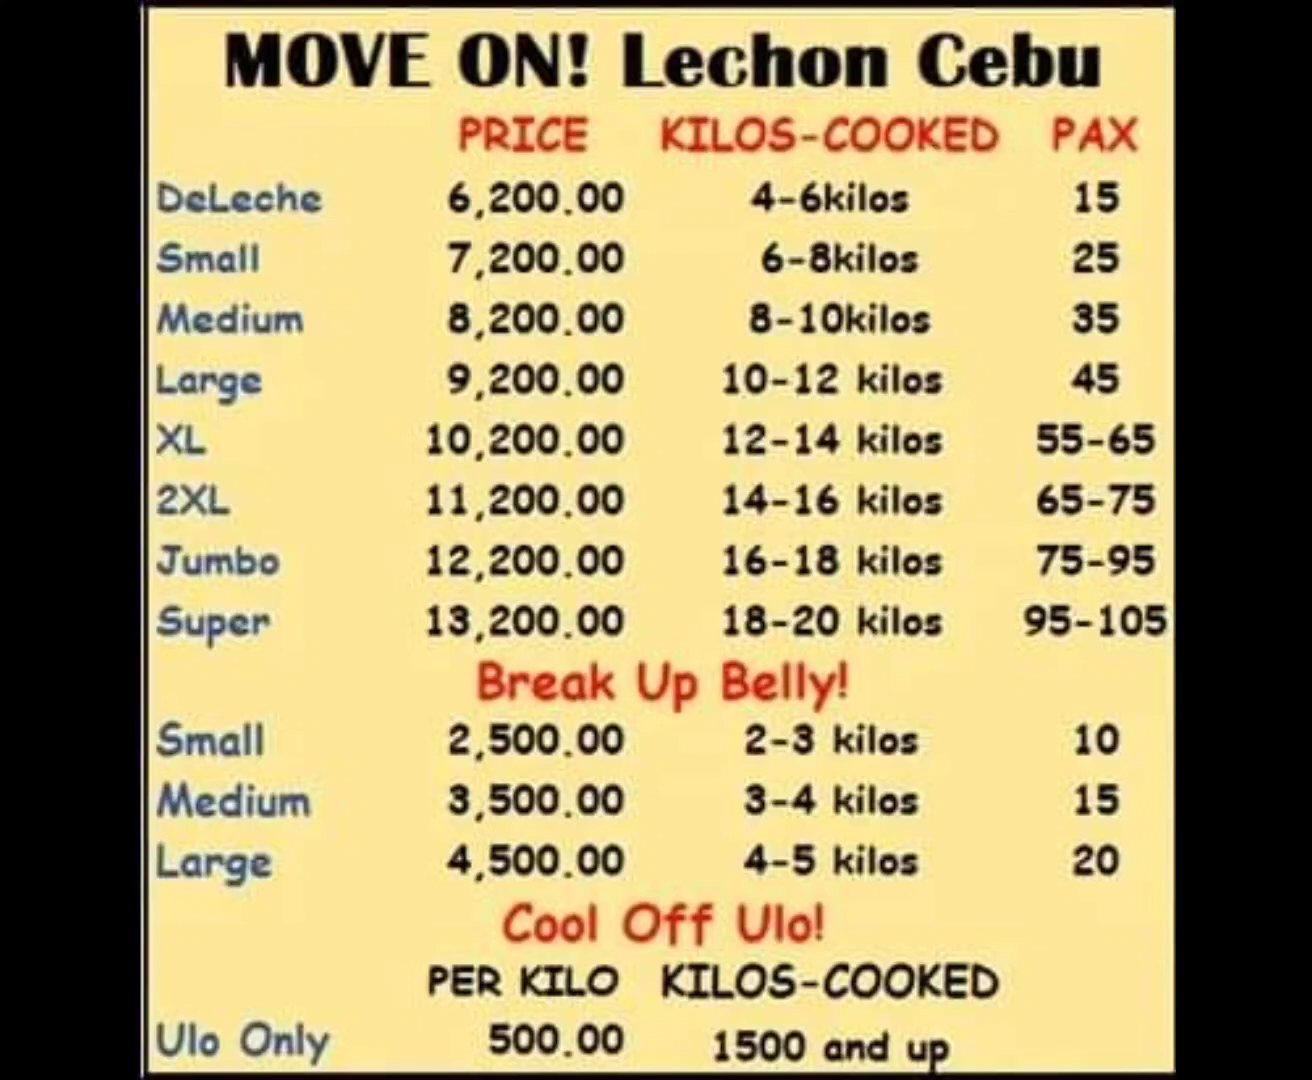 MOVE ON! Lechon Cebu
PRICE KILOS-COOKED PAX
DeLeche 6,200.00 4-6kilos 15
Small 7,200.00 6-8kilos 25
Medium 8,200.00 8-10kilos 35
Large 9,200.00 10-12 kilos 45
XL 10,200.00 12-14 kilos 55-65
2XL 11,200.00 14-16 kilos 65-75
Jumbo 12,200.00 16-18 kilos 75-95
Super 13,200.00 18-20 kilos 95-105
Break Up Belly!
Small 2,500.00 2-3 kilos 10
Medium 3,500.00 3-4 kilos 15
Large 4,500.00 4-5 kilos 20
Cool Off Ulo!
PER KILO KILOS-COOKED
Ulo Only 500.00 1500 and up